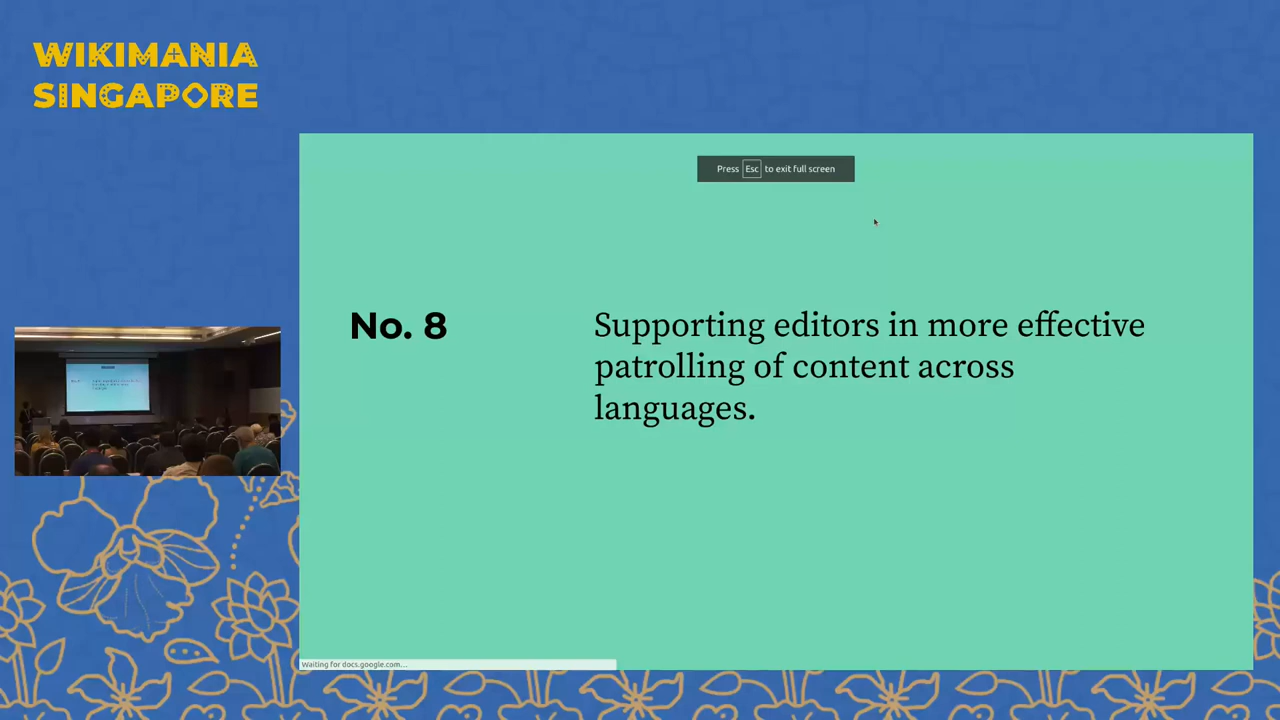 WIKIMANIA
SINGAPORE
Press Esc to exit full screen
No. 8
Supporting editors in more effective
patrolling of content across
languages.
Waiting for docs.google.com...